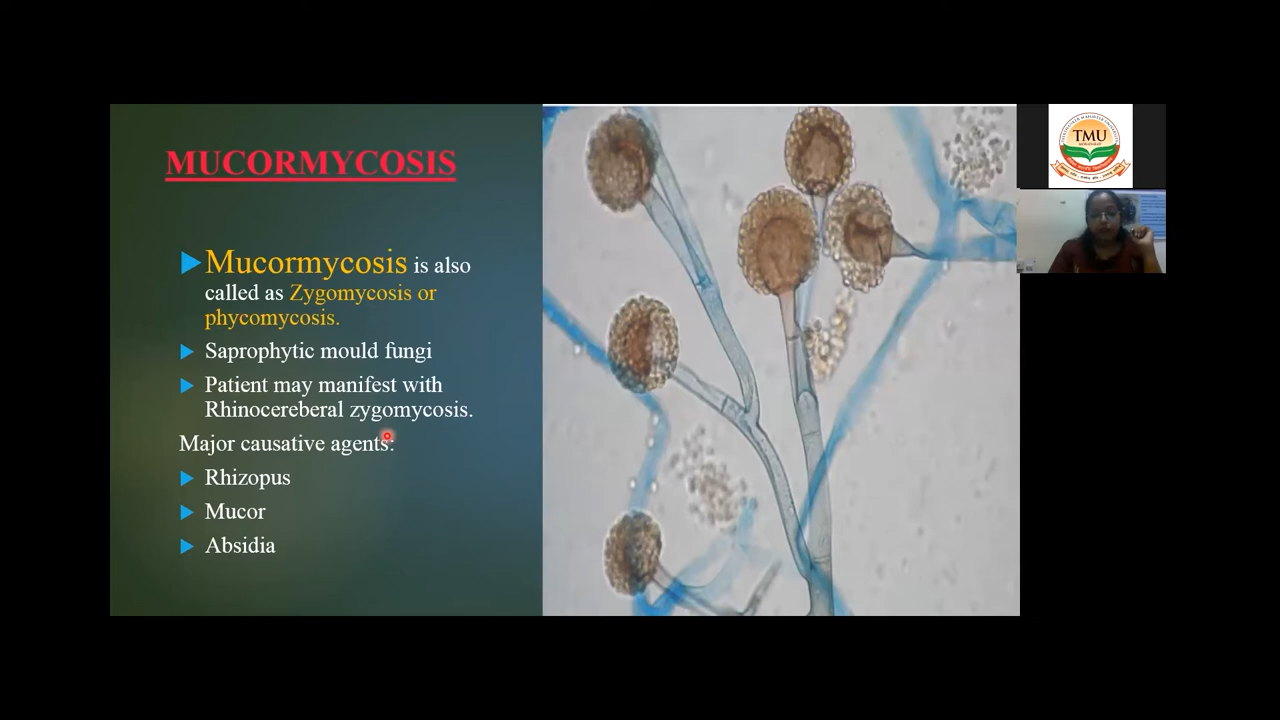 MUCORMYCOSIS
Mucormycosis is also
called as Zygomycosis or
phycomycosis.
Saprophytic mould fungi
Patient may manifest with
Rhinocereberal zygomycosis.
Major causative agents:
Rhizopus
Mucor
Absidia
TMU